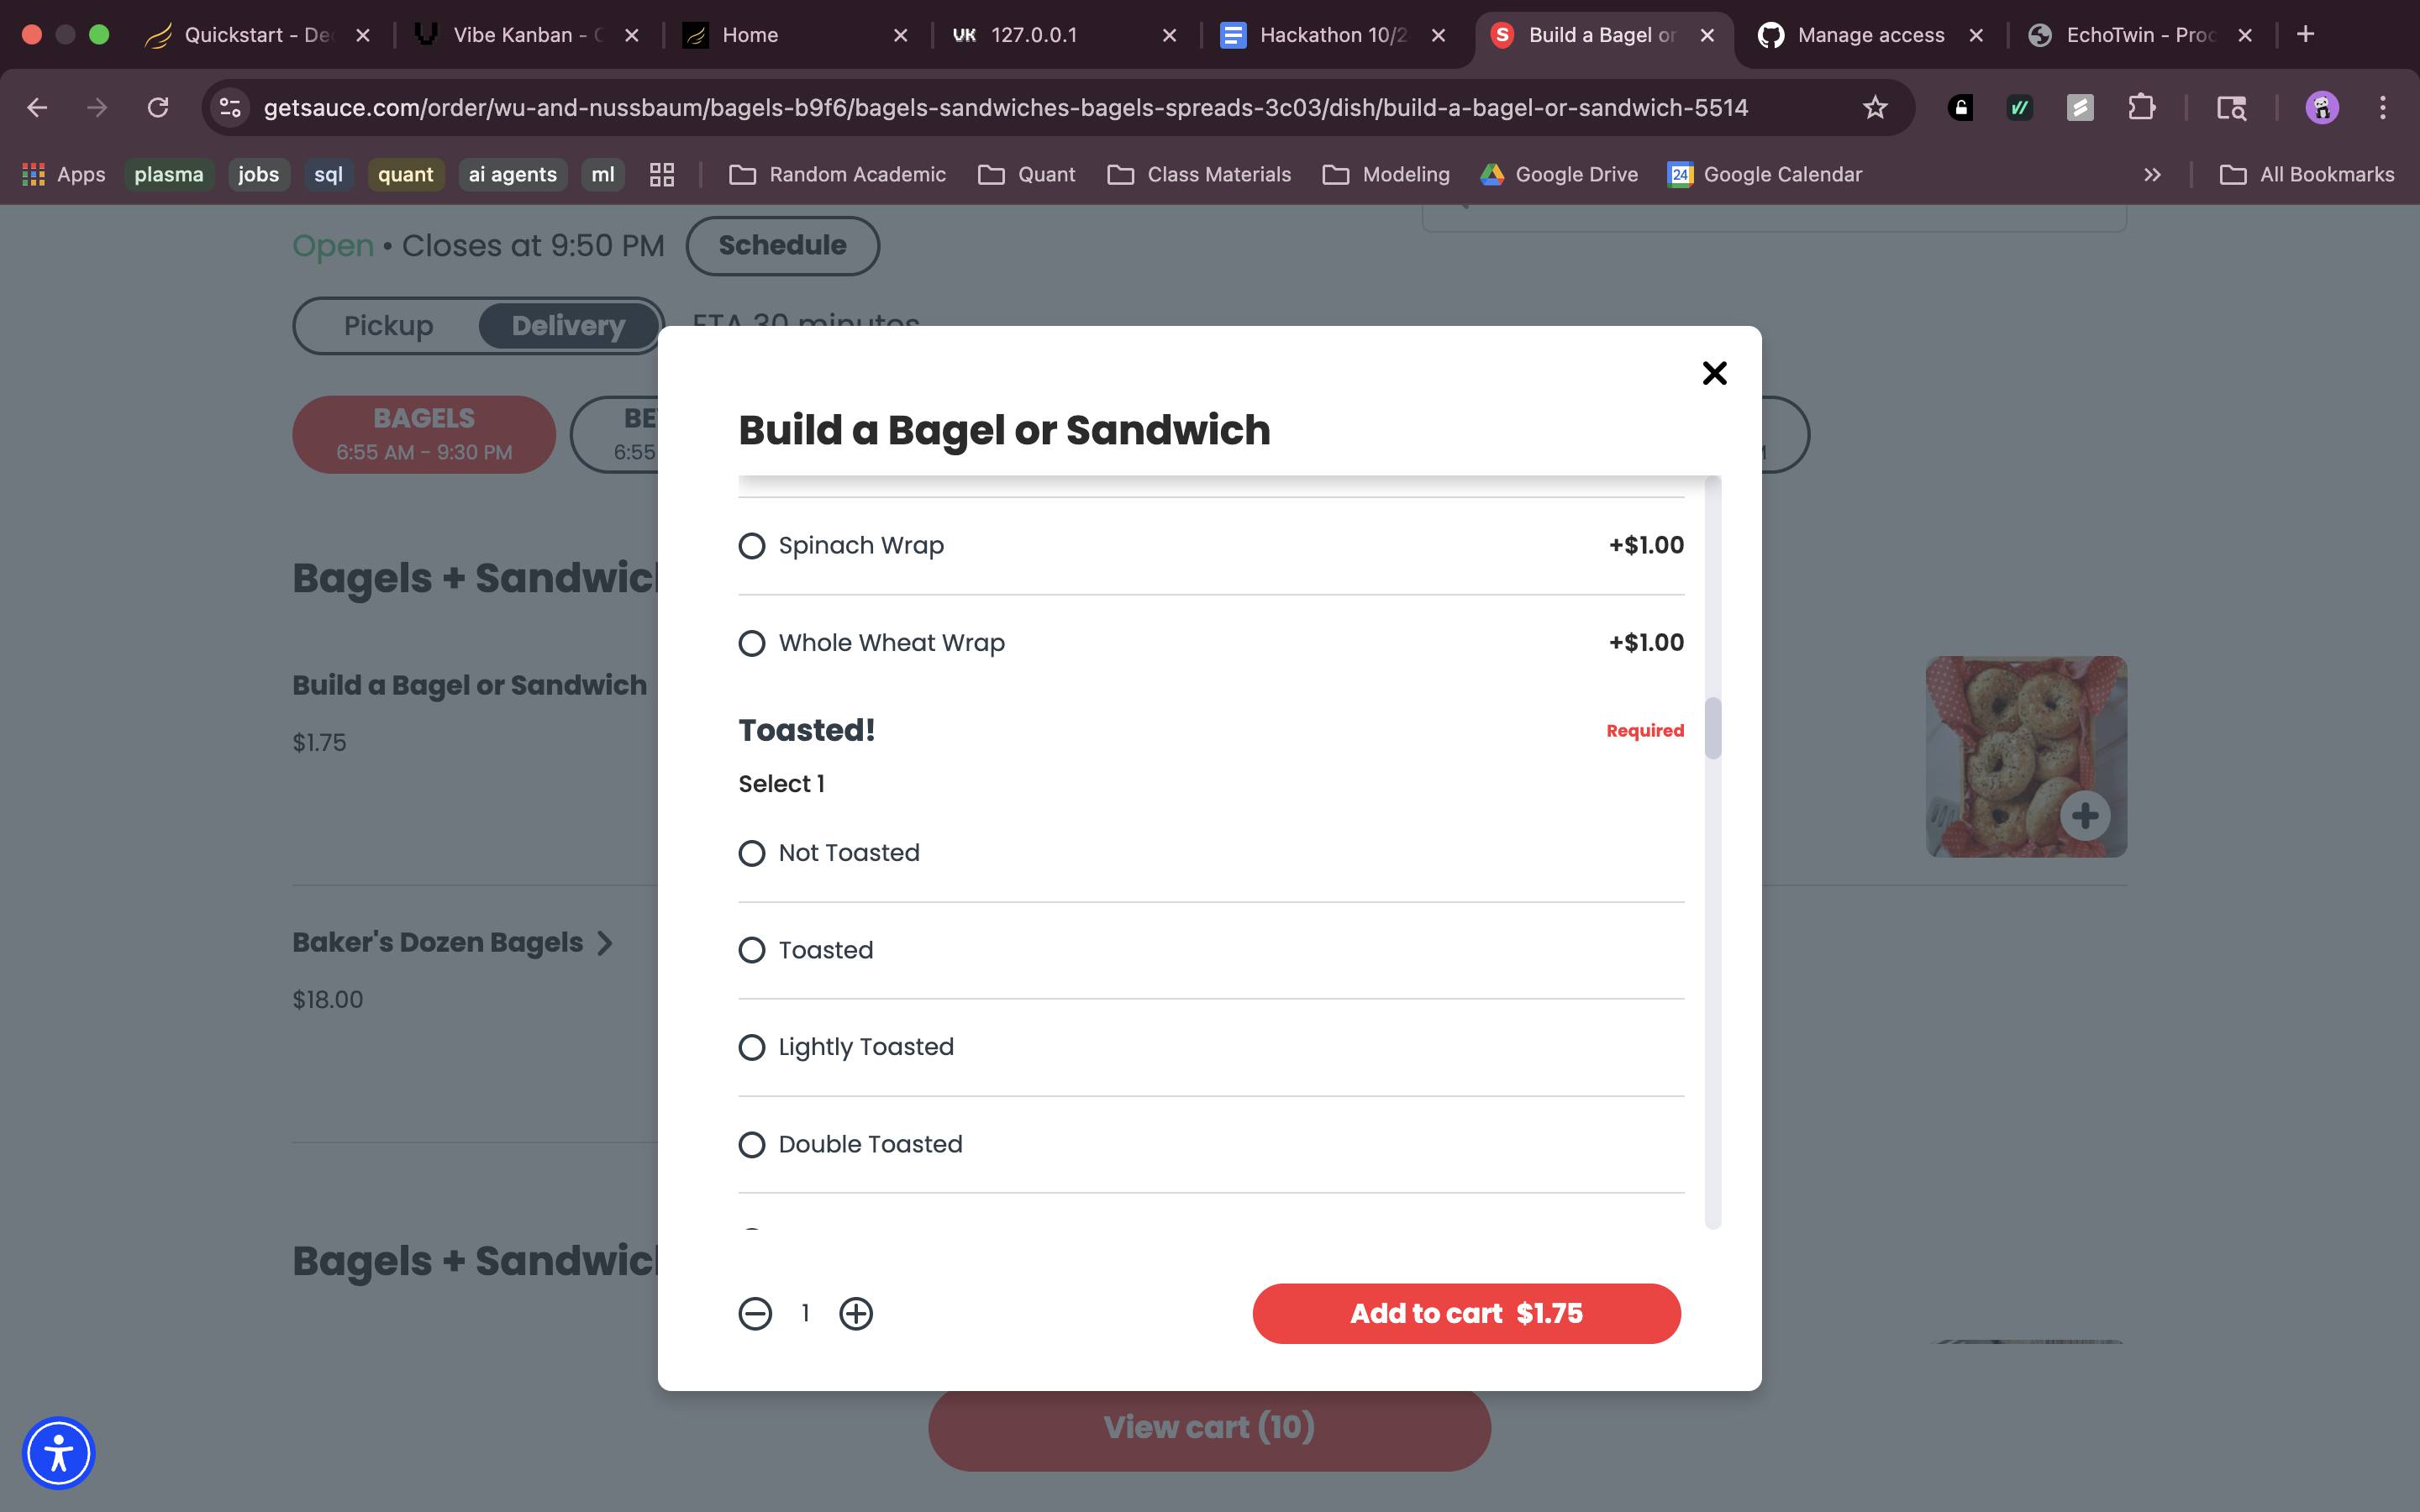 Quickstart - De
Vibe Kanban -
Home
UK 127.0.0.1
Hackathon 10/2
S Build a Bagel or
Manage access
EchoTwin - Proc
getsauce.com/order/wu-and-nussbaum/bagels-b9f6/bagels-sandwiches-bagels-spreads-3c03/dish/build-a-bagel-or-sandwich-5514
Apps plasma jobs sql quant ai agents ml Random Academic Quant Class Materials Modeling Google Drive 24 Google Calendar All Bookmarks
Open • Closes at 9:50 PM Schedule
Pickup Delivery ETA 30 minutes
BAGELS
6:55 AM - 9:30 PM
BE
6:55
Bagels + Sandwich
Build a Bagel or Sandwich
$1.75
Baker's Dozen Bagels
$18.00
Bagels + Sandwich
Build a Bagel or Sandwich
Spinach Wrap +$1.00
Whole Wheat Wrap +$1.00
Toasted! Required
Select 1
Not Toasted
Toasted
Lightly Toasted
Double Toasted
1 Add to cart $1.75
View cart (10)